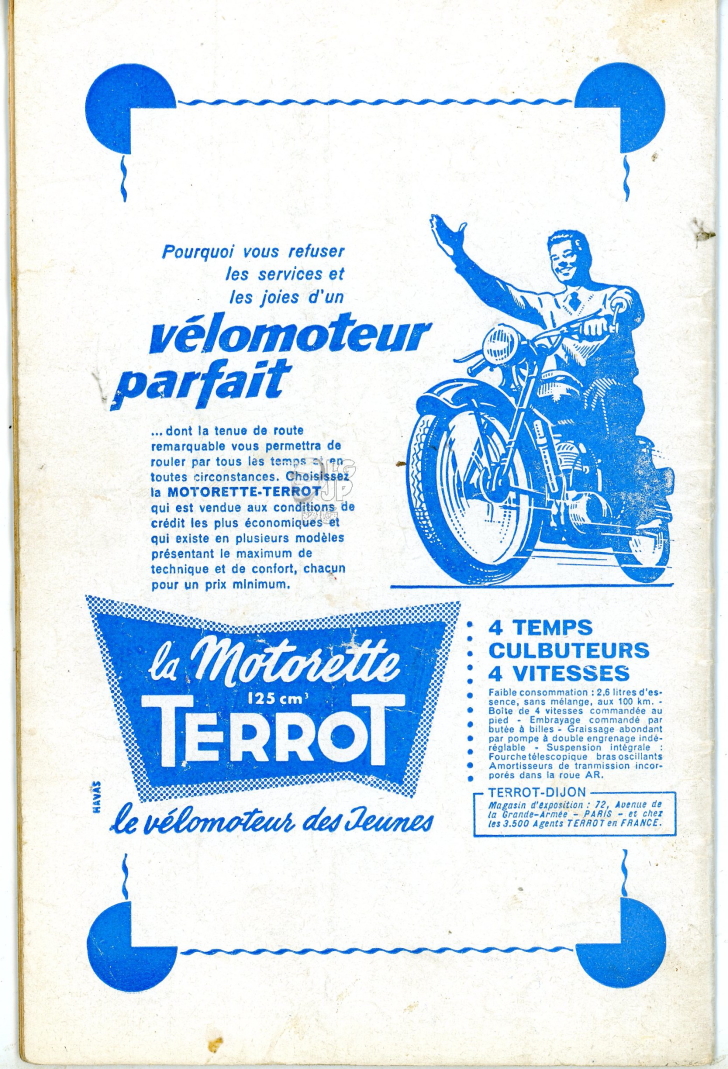 Pourquoi vous refuser
les services et
les joies d'un
vélomoteur
parfait
...dont la tenue de route
remarquable vous permettra de
rouler par tous les temps et en
toutes circonstances. Choisissez
la MOTORETTE-TERROT
qui est vendue aux conditions de
crédit les plus économiques et
qui existe en plusieurs modèles
présentant le maximum de
technique et de confort, chacun
pour un prix minimum.
la Motorette
125 cm³
TERROT
le vélomoteur des Jeunes
HAVAS
4 TEMPS
CULBUTEURS
4 VITESSES
Faible consommation : 2,6 litres d'es-
sence, sans mélange, aux 100 km. -
Boîte de 4 vitesses commandée au
pied - Embrayage commandé par
butée à billes - Graissage abondant
par pompe à double engrenage indé-
réglable - Suspension intégrale :
Fourche télescopique bras oscillants
Amortisseurs de tranmission incor-
porés dans la roue AR.
TERROT-DIJON
Magasin d'exposition : 72, Avenue de
la Grande-Armée - PARIS - et chez
les 3.500 Agents TERROT en FRANCE.